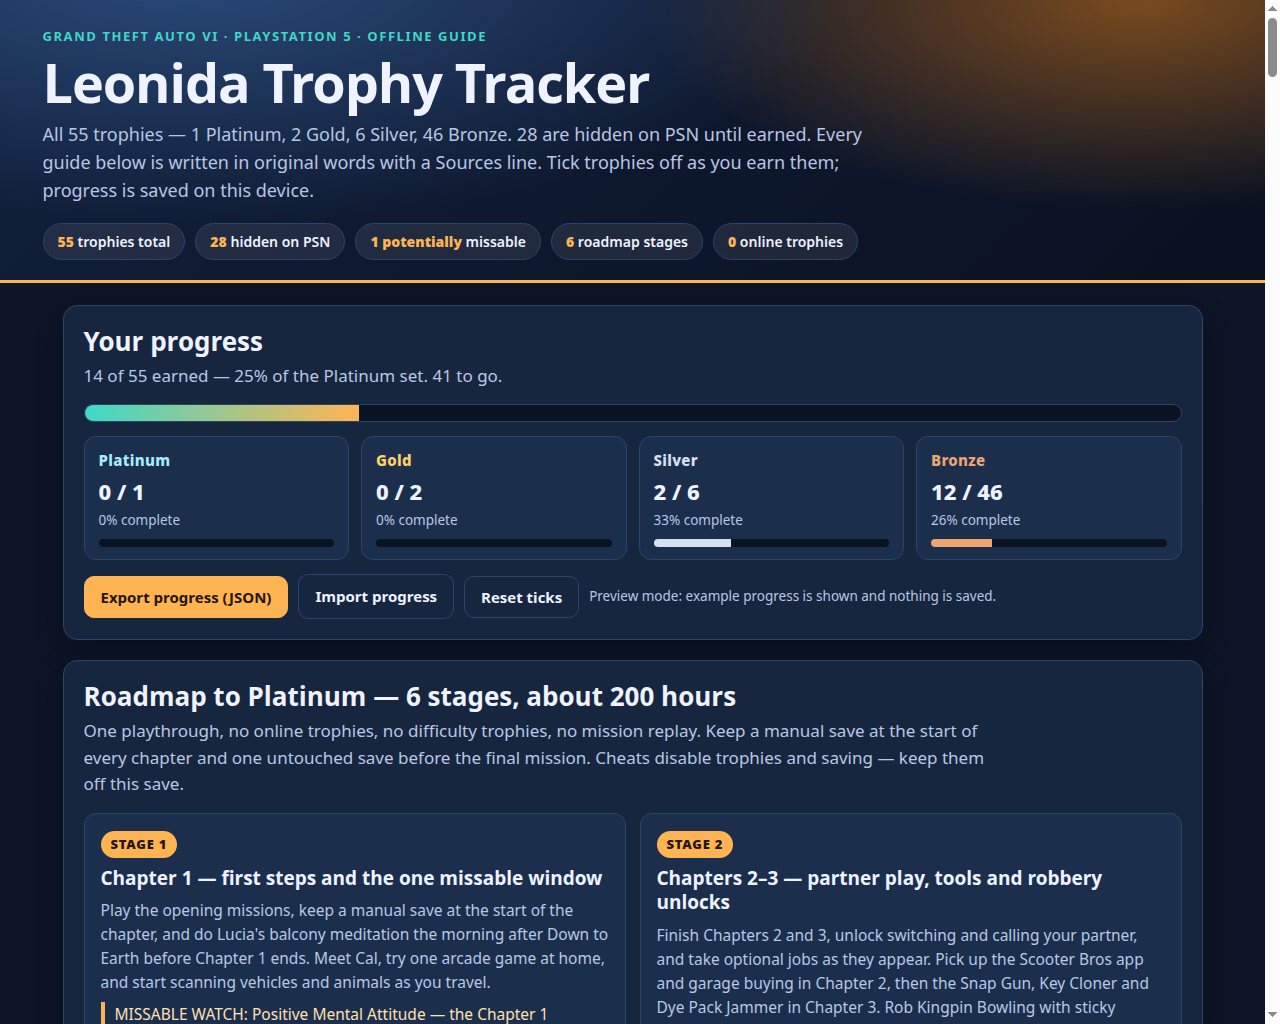 GRAND THEFT AUTO VI · PLAYSTATION 5 · OFFLINE GUIDE
Leonida Trophy Tracker
All 55 trophies — 1 Platinum, 2 Gold, 6 Silver, 46 Bronze. 28 are hidden on PSN until earned. Every
guide below is written in original words with a Sources line. Tick trophies off as you earn them;
progress is saved on this device.
55 trophies total
28 hidden on PSN
1 potentially missable
6 roadmap stages
0 online trophies
Your progress
14 of 55 earned — 25% of the Platinum set. 41 to go.
Platinum
0 / 1
0% complete
Gold
0 / 2
0% complete
Silver
2 / 6
33% complete
Bronze
12 / 46
26% complete
Export progress (JSON)
Import progress
Reset ticks
Preview mode: example progress is shown and nothing is saved.
Roadmap to Platinum — 6 stages, about 200 hours
One playthrough, no online trophies, no difficulty trophies, no mission replay. Keep a manual save at the start of
every chapter and one untouched save before the final mission. Cheats disable trophies and saving — keep them
off this save.
STAGE 1
Chapter 1 — first steps and the one missable window
Play the opening missions, keep a manual save at the start of the
chapter, and do Lucia's balcony meditation the morning after Down to
Earth before Chapter 1 ends. Meet Cal, try one arcade game at home,
and start scanning vehicles and animals as you travel.
MISSABLE WATCH: Positive Mental Attitude — the Chapter 1
STAGE 2
Chapters 2–3 — partner play, tools and robbery
unlocks
Finish Chapters 2 and 3, unlock switching and calling your partner,
and take optional jobs as they appear. Pick up the Scooter Bros app
and garage buying in Chapter 2, then the Snap Gun, Key Cloner and
Dye Pack Jammer in Chapter 3. Rob Kingpin Bowling with sticky